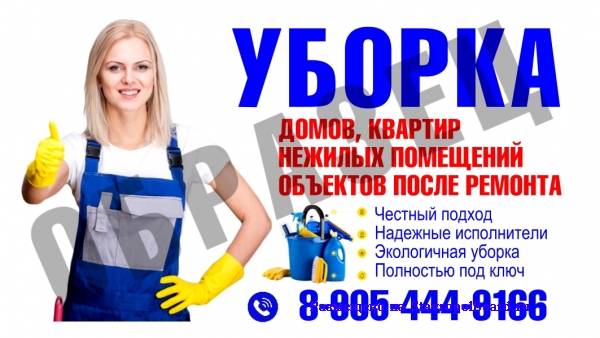 УБОРКА
ДОМОВ, КВАРТИР
НЕЖИЛЫХ ПОМЕЩЕНИЙ
ОБЪЕКТОВ ПОСЛЕ РЕМОНТА
Честный подход
Надежные исполнители
Экологичная уборка
Полностью под ключ
8-905-444-9166
ОБРАЗЕЦ